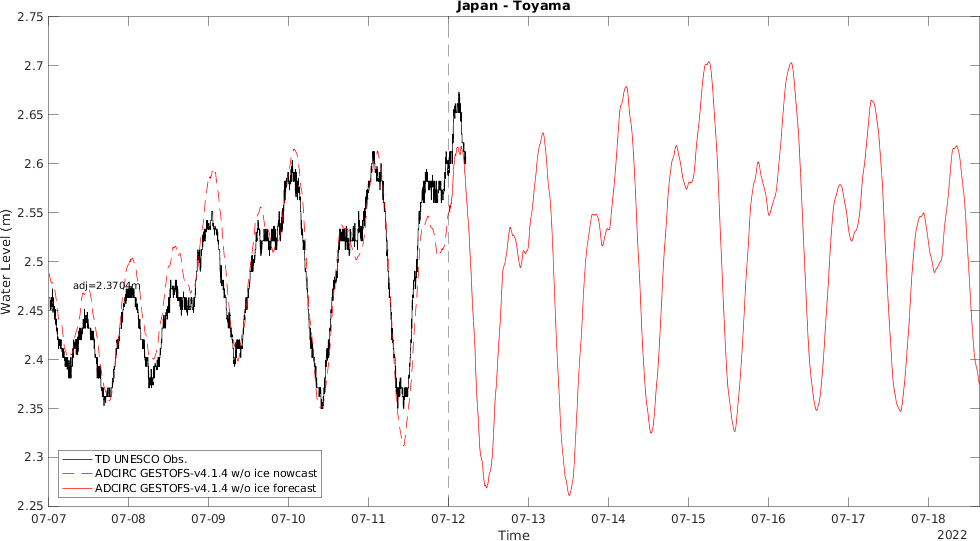 Japan - Toyama
2.75
2.7
2.65
2.6
2.55
2.5
2.45
2.4
2.35
2.3
2.25
Water Level (m)
adj=2.3704m
TD UNESCO Obs.
ADCIRC GESTOFS-v4.1.4 w/o ice nowcast
ADCIRC GESTOFS-v4.1.4 w/o ice forecast
07-07 07-08 07-09 07-10 07-11 07-12 07-13 07-14 07-15 07-16 07-17 07-18
Time
2022